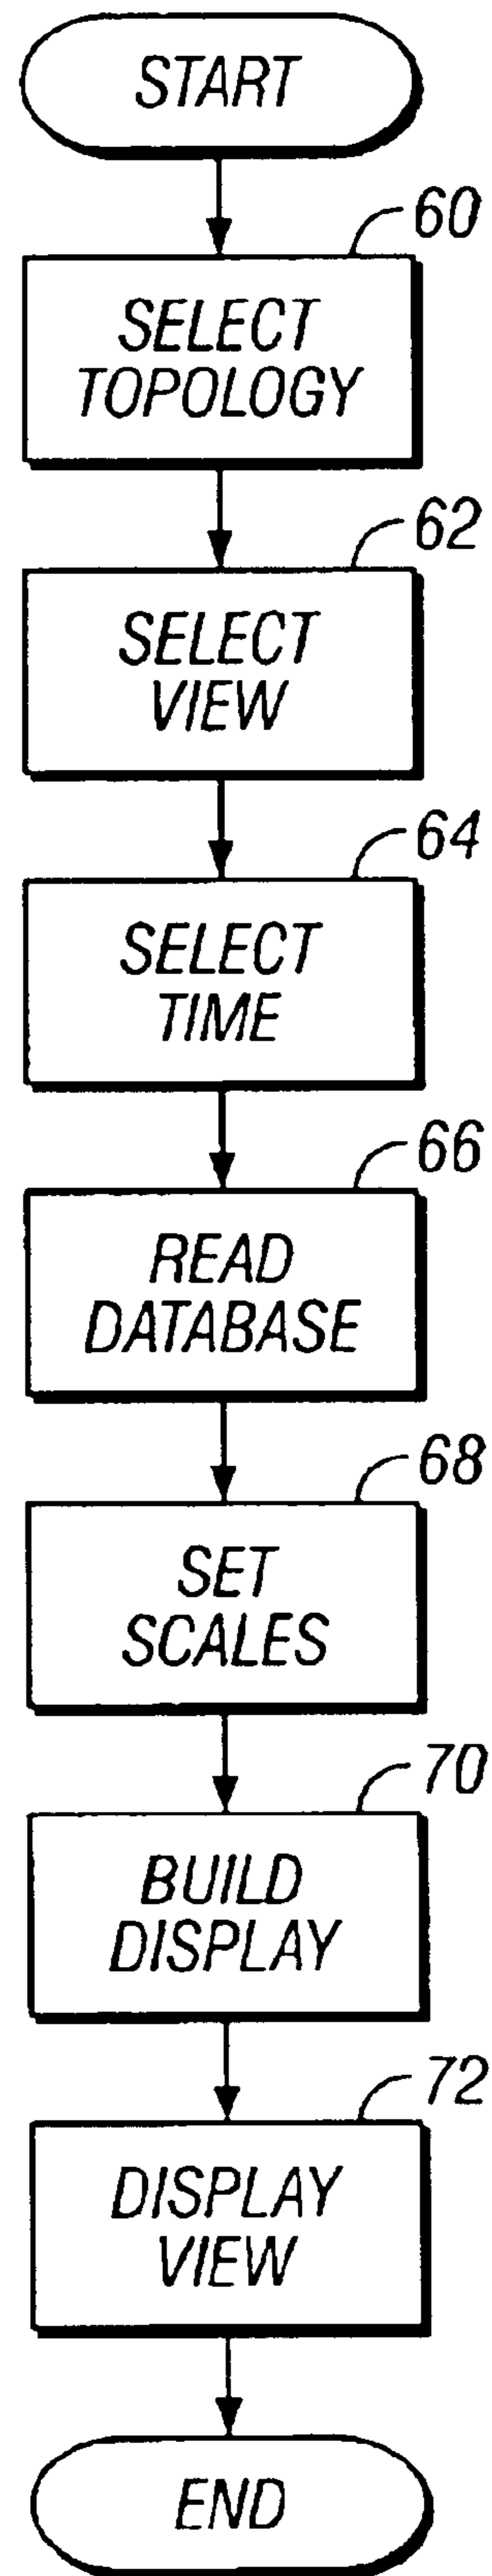 START
60
SELECT
TOPOLOGY
62
SELECT
VIEW
64
SELECT
TIME
66
READ
DATABASE
68
SET
SCALES
70
BUILD
DISPLAY
72
DISPLAY
VIEW
END